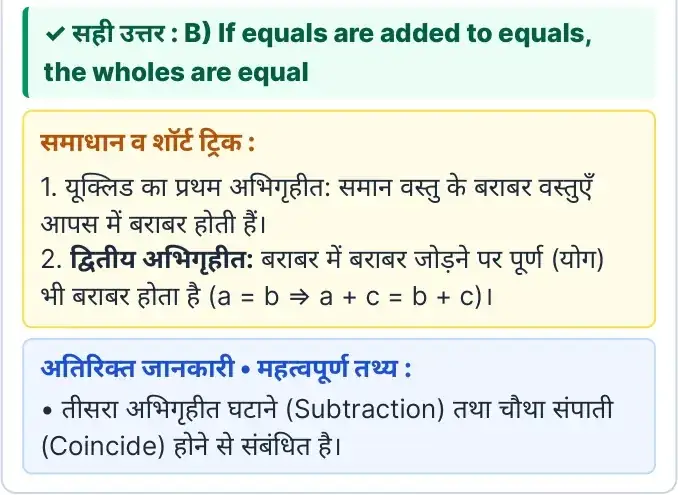 ✓ सही उत्तर : B) If equals are added to equals,
the wholes are equal
समाधान व शॉर्ट ट्रिक :
1. यूक्लिड का प्रथम अभिगृहीत: समान वस्तु के बराबर वस्तुएँ
आपस में बराबर होती हैं।
2. द्वितीय अभिगृहीत: बराबर में बराबर जोड़ने पर पूर्ण (योग)
भी बराबर होता है (a = b ⇒ a + c = b + c)।
अतिरिक्त जानकारी • महत्वपूर्ण तथ्य :
• तीसरा अभिगृहीत घटाने (Subtraction) तथा चौथा संपाती
(Coincide) होने से संबंधित है।